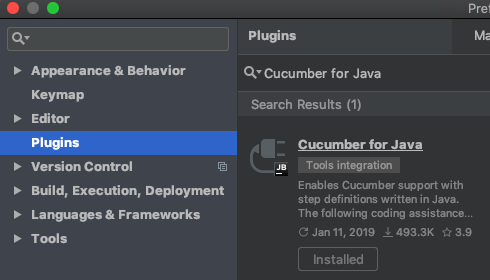 Pref
Plugins
Ma
Cucumber for Java
Appearance & Behavior
Keymap
Editor
Plugins
Version Control
Build, Execution, Deployment
Languages & Frameworks
Tools
Search Results (1)
Cucumber for Java
Tools integration
JB
Enables Cucumber support with
step definitions written in Java.
The following coding assistance...
Jan 11, 2019 493.3K 3.9
Installed